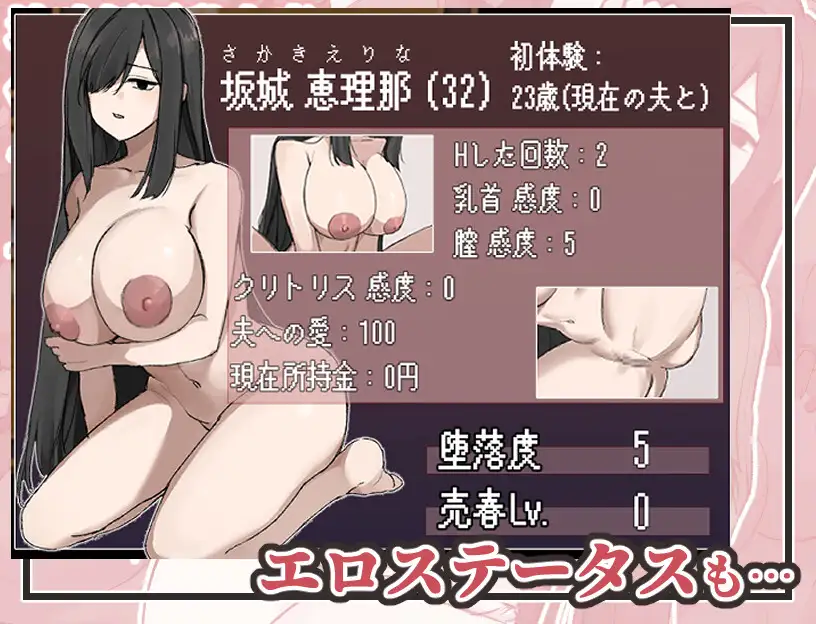 さかきえりな
坂城 恵理那 (32)
初体験：
23歳(現在の夫と)
Hした回数：2
乳首 感度：0
膣 感度：5
クリトリス 感度：0
夫への愛：100
現在所持金：0円
堕落度 5
売春Lv. 0
エロステータスも…